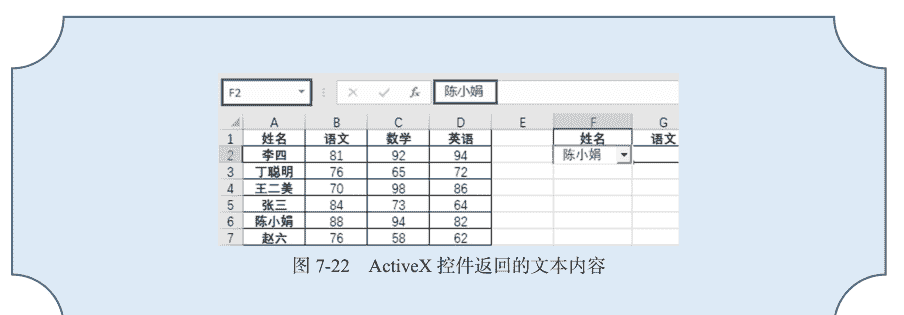 F2 fx 陈小娟
A B C D E F G
1 姓名 语文 数学 英语 姓名 语文
2 李四 81 92 94 陈小娟
3 丁聪明 76 65 72
4 王二美 70 98 86
5 张三 84 73 64
6 陈小娟 88 94 82
7 赵六 76 58 62
图 7-22 ActiveX 控件返回的文本内容